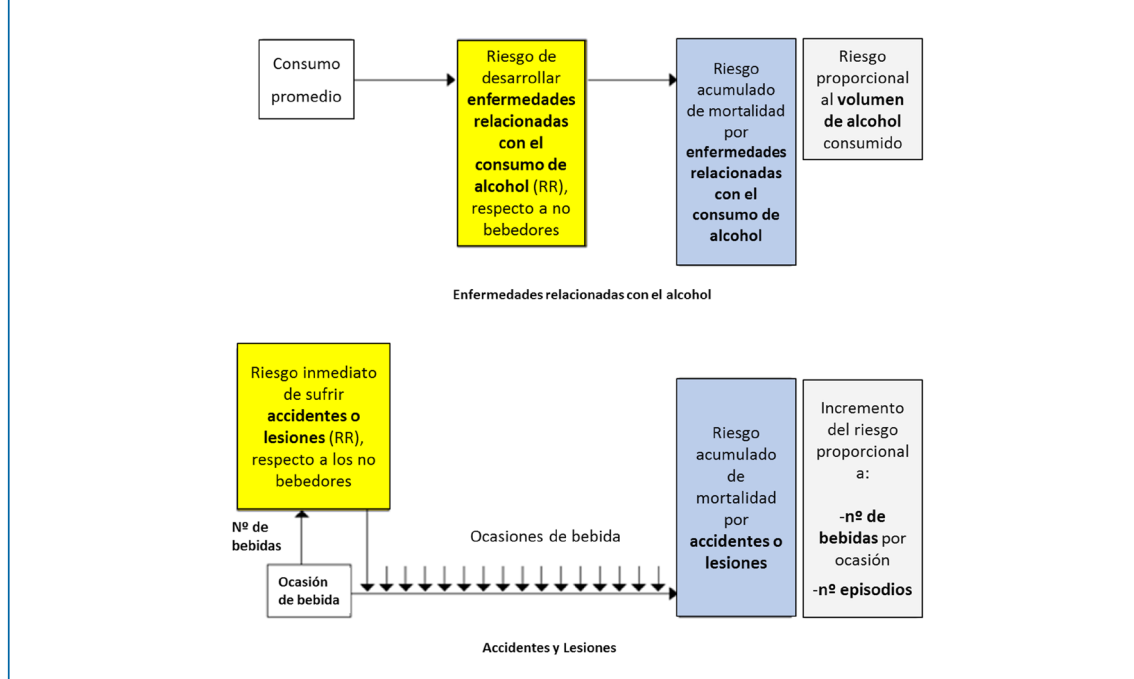 Consumo
promedio
Riesgo de
desarrollar
enfermedades
relacionadas
con el
consumo de
alcohol (RR),
respecto a no
bebedores
Riesgo
acumulado
de mortalidad
por
enfermedades
relacionadas
con el
consumo de
alcohol
Riesgo
proporcional
al volumen
de alcohol
consumido
Enfermedades relacionadas con el alcohol
Riesgo inmediato
de sufrir
accidentes o
lesiones (RR),
respecto a los no
bebedores
Nº de
bebidas
Ocasión
de bebida
Ocasiones de bebida
Riesgo
acumulado
de
mortalidad
por
accidentes o
lesiones
Incremento
del riesgo
proporcional
a:
-nº de
bebidas por
ocasión
-nº episodios
Accidentes y Lesiones